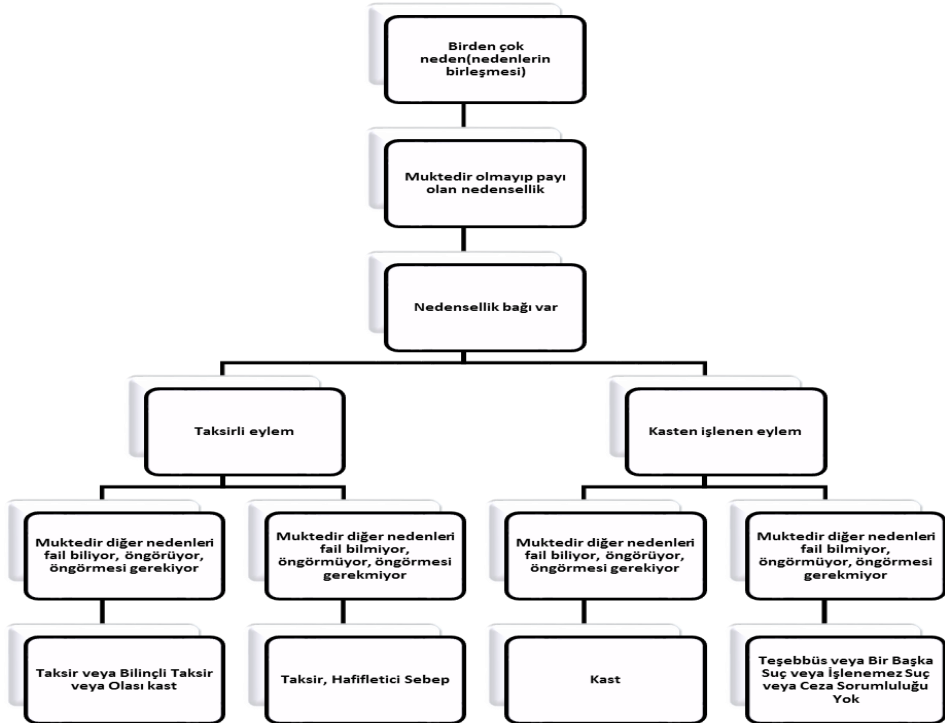 Birden çok
neden(nedenlerin
birleşmesi)
Muktedir olmayıp payı
olan nedensellik
Nedensellik bağı var
Taksirli eylem
Kasten işlenen eylem
Muktedir diğer nedenleri
fail biliyor, öngörüyor,
öngörmesi gerekiyor
Muktedir diğer nedenleri
fail bilmiyor,
öngörmüyor, öngörmesi
gerekmiyor
Muktedir diğer nedenleri
fail biliyor, öngörüyor,
öngörmesi gerekiyor
Muktedir diğer nedenleri
fail bilmiyor,
öngörmüyor, öngörmesi
gerekmiyor
Taksir veya Bilinçli Taksir
veya Olası kast
Taksir, Hafifletici Sebep
Kast
Teşebbüs veya Bir Başka
Suç veya İşlenemez Suç
veya Ceza Sorumluluğu
Yok